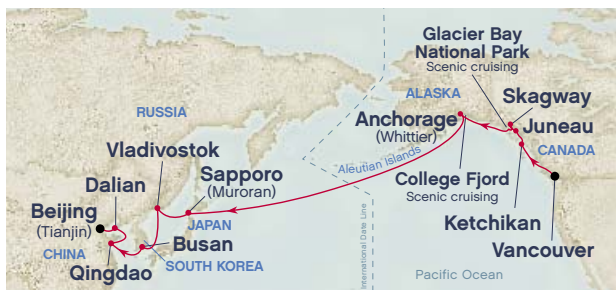 Glacier Bay
National Park
Scenic cruising
ALASKA
Skagway
RUSSIA
Anchorage
(Whittier)
Juneau
Vladivostok
CANADA
Aleutian Islands
Sapporo
(Muroran)
College Fjord
Scenic cruising
Dalian
Beijing
(Tianjin)
JAPAN
Ketchikan
CHINA
Busan
Vancouver
SOUTH KOREA
Qingdao
International Date Line
Pacific Ocean